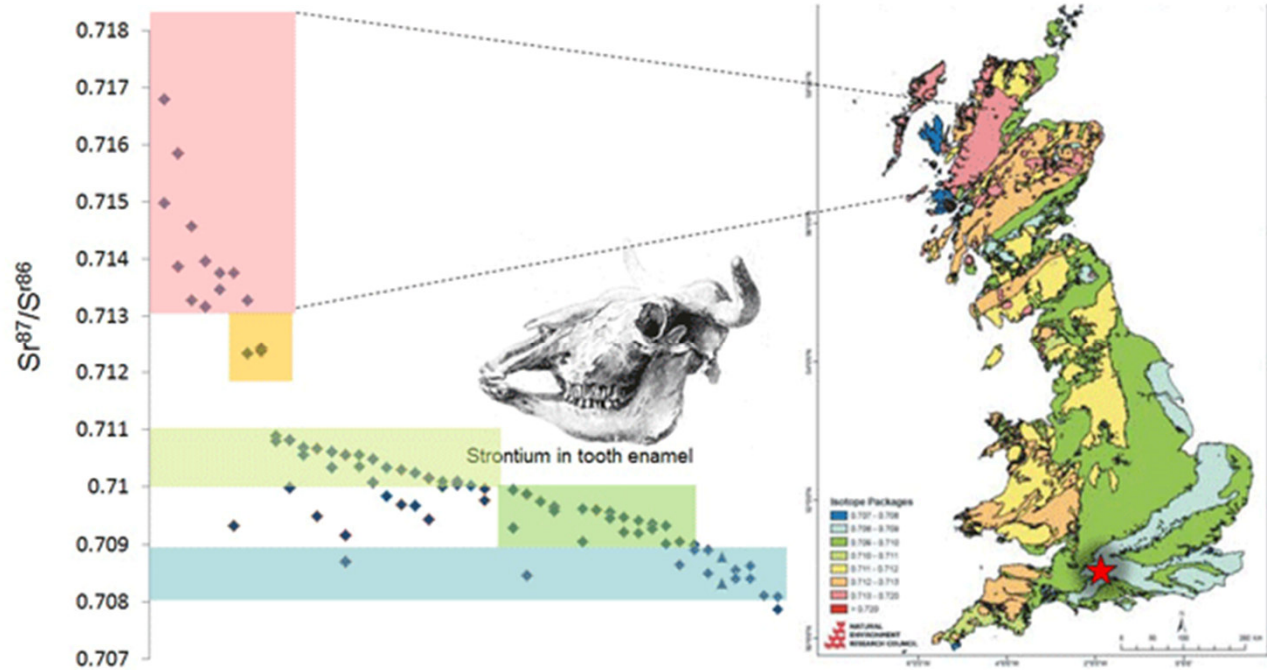 0.718
0.717
0.716
0.715
0.714
0.713
0.712
0.711
0.71
0.709
0.708
0.707
Sr87/Sr86
Strontium in tooth enamel
Isotope Packages
0.707 - 0.708
0.708 - 0.709
0.709 - 0.710
0.710 - 0.711
0.711 - 0.712
0.712 - 0.713
0.713 - 0.720
> 0.720
NATURAL
ENVIRONMENT
RESEARCH COUNCIL
N